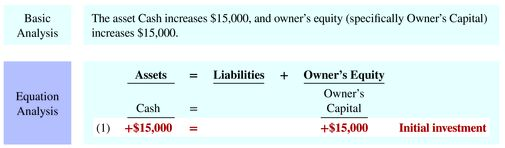 Basic
Analysis
The asset Cash increases $15,000, and owner's equity (specifically Owner's Capital)
increases $15,000.
Equation
Analysis
Assets = Liabilities + Owner's Equity
Owner's
Cash = Capital
(1) +$15,000 = +$15,000 Initial investment